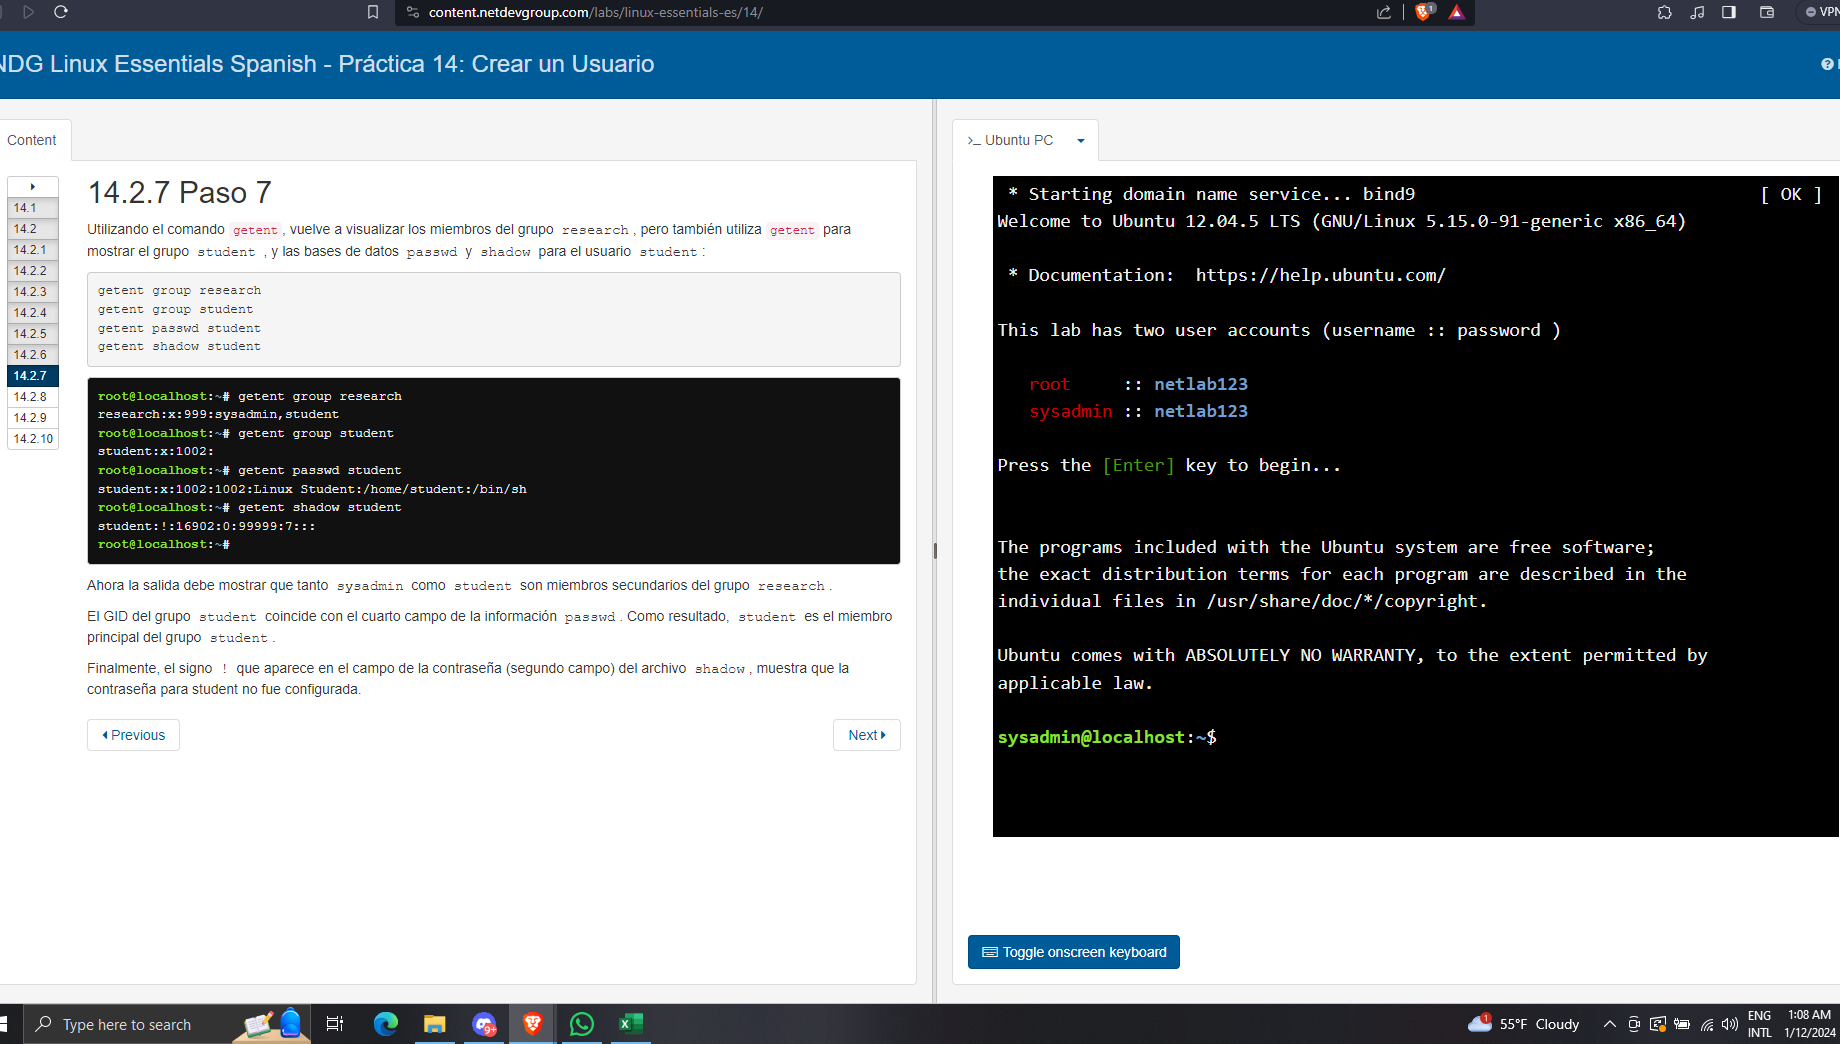 content.netdevgroup.com/labs/linux-essentials-es/14/
1
VPN
NDG Linux Essentials Spanish - Práctica 14: Crear un Usuario
Content
14.1
14.2
14.2.1
14.2.2
14.2.3
14.2.4
14.2.5
14.2.6
14.2.7
14.2.8
14.2.9
14.2.10
14.2.7 Paso 7
Utilizando el comando getent, vuelve a visualizar los miembros del grupo research, pero también utiliza getent para
mostrar el grupo student , y las bases de datos passwd y shadow para el usuario student:
getent group research
getent group student
getent passwd student
getent shadow student
root@localhost:~# getent group research
research:x:999:sysadmin,student
root@localhost:~# getent group student
student:x:1002:
root@localhost:~# getent passwd student
student:x:1002:1002:Linux Student:/home/student:/bin/sh
root@localhost:~# getent shadow student
student:!:16902:0:99999:7:::
root@localhost:~#
Ahora la salida debe mostrar que tanto sysadmin como student son miembros secundarios del grupo research.
El GID del grupo student coincide con el cuarto campo de la información passwd. Como resultado, student es el miembro
principal del grupo student.
Finalmente, el signo ! que aparece en el campo de la contraseña (segundo campo) del archivo shadow, muestra que la
contraseña para student no fue configurada.
Previous
Next
>_ Ubuntu PC
* Starting domain name service... bind9 [ OK ]
Welcome to Ubuntu 12.04.5 LTS (GNU/Linux 5.15.0-91-generic x86_64)
* Documentation: https://help.ubuntu.com/
This lab has two user accounts (username :: password )
root :: netlab123
sysadmin :: netlab123
Press the [Enter] key to begin...
The programs included with the Ubuntu system are free software;
the exact distribution terms for each program are described in the
individual files in /usr/share/doc/*/copyright.
Ubuntu comes with ABSOLUTELY NO WARRANTY, to the extent permitted by
applicable law.
sysadmin@localhost:~$
Toggle onscreen keyboard
Type here to search
9+
1
55°F Cloudy
ENG
INTL
1:08 AM
1/12/2024